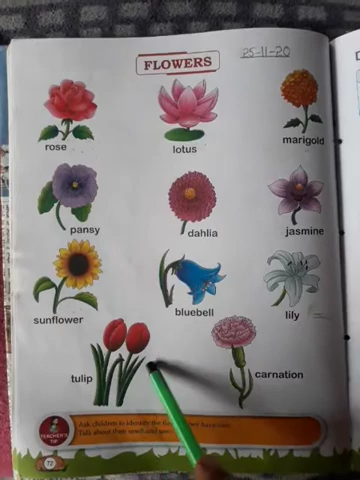 FLOWERS
25-11-20
rose
lotus
marigold
pansy
dahlia
jasmine
sunflower
bluebell
lily
tulip
carnation
TEACHER'S TIP
Ask children to identify the
Talk about their smell and
72